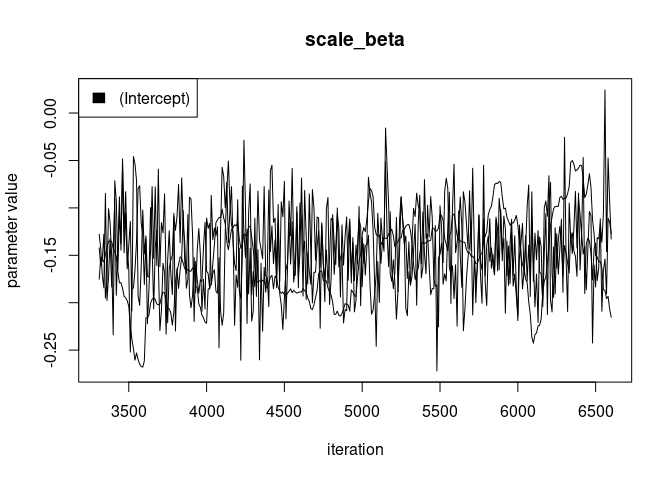 scale_beta
(Intercept)
parameter value
0.00
-0.05
-0.15
-0.25
3500 4000 4500 5000 5500 6000 6500
iteration